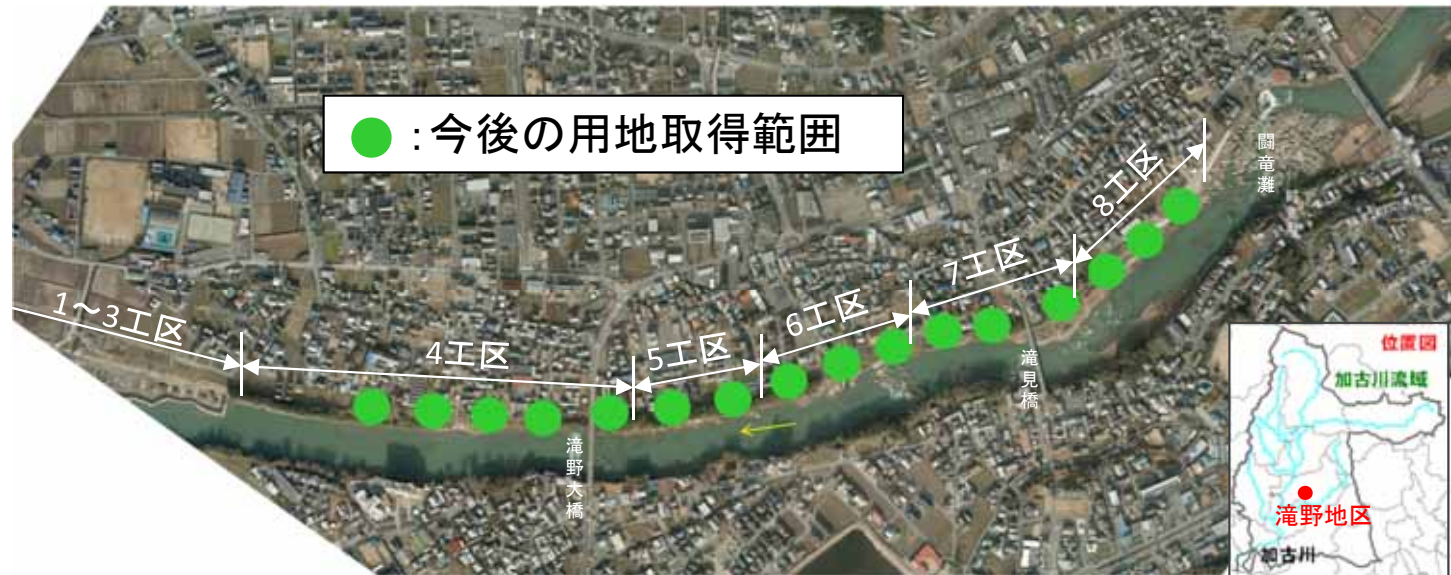 ●:今後の用地取得範囲
闘竜灘
8工区
7工区
6工区
1～3工区
4工区
5工区
滝見橋
滝野大橋
位置図
加古川流域
滝野地区
加古川